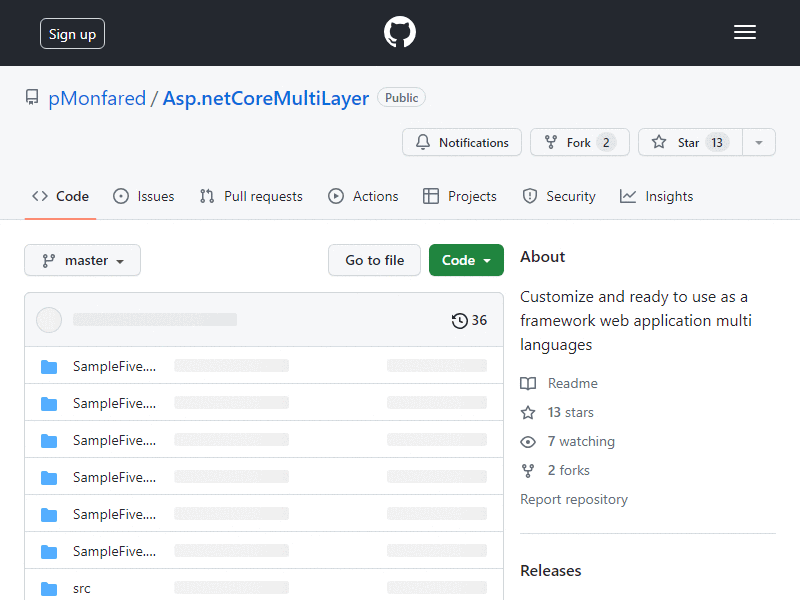 Sign up
pMonfared / Asp.netCoreMultiLayer Public
Notifications Fork 2 Star 13
Code Issues Pull requests Actions Projects Security Insights
master Go to file Code
36
SampleFive....
SampleFive....
SampleFive....
SampleFive....
SampleFive....
SampleFive....
src
About
Customize and ready to use as a
framework web application multi
languages
Readme
13 stars
7 watching
2 forks
Report repository
Releases